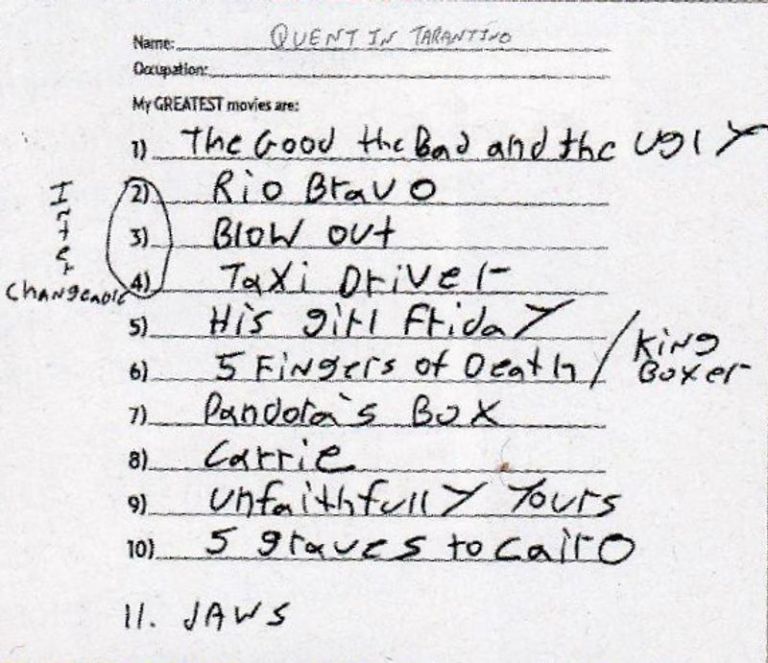 Name: QUENTIN TARANTINO
Occupation:
My GREATEST movies are:
1) The Good the Bad and the Ugly
2) Rio Bravo
3) Blow out
4) Taxi Driver
Inter
Changeable
5) His girl Friday
6) 5 Fingers of Death / King Boxer
7) Pandora's Box
8) Carrie
9) unfaithfully yours
10) 5 graves to Cairo
11. JAWS